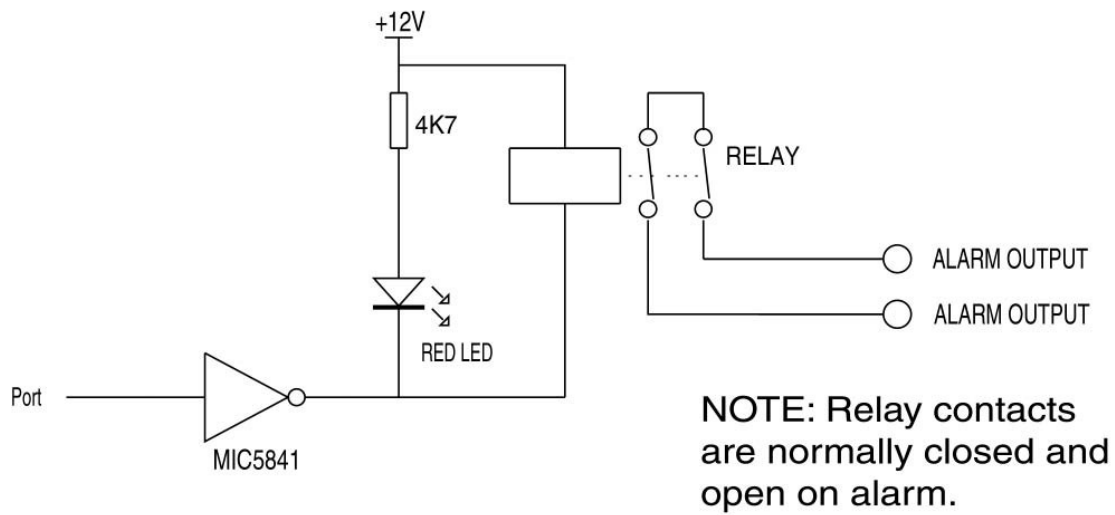 +12V
4K7
RELAY
ALARM OUTPUT
ALARM OUTPUT
RED LED
Port
MIC5841
NOTE: Relay contacts
are normally closed and
open on alarm.